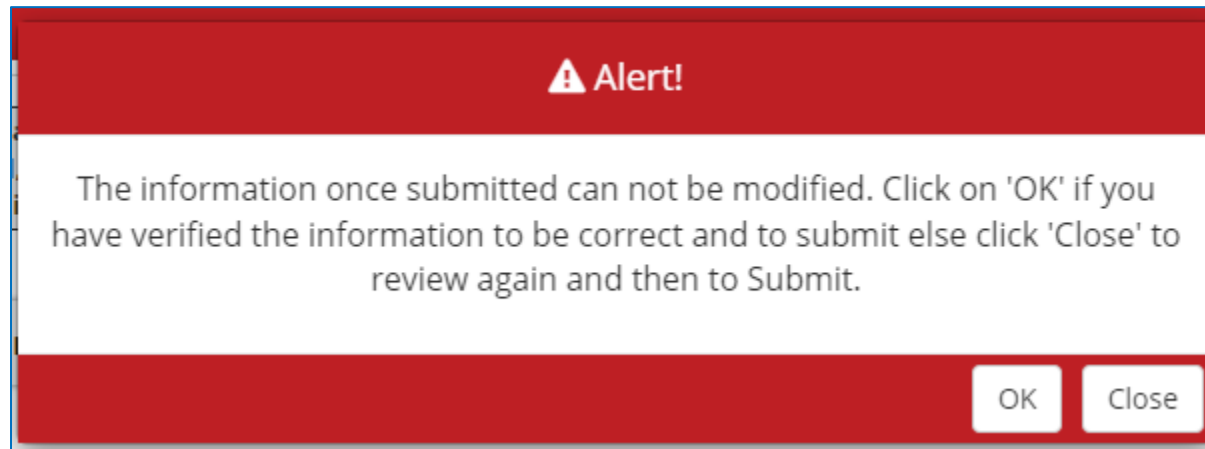 Alert!
The information once submitted can not be modified. Click on 'OK' if you
have verified the information to be correct and to submit else click 'Close' to
review again and then to Submit.
OK
Close